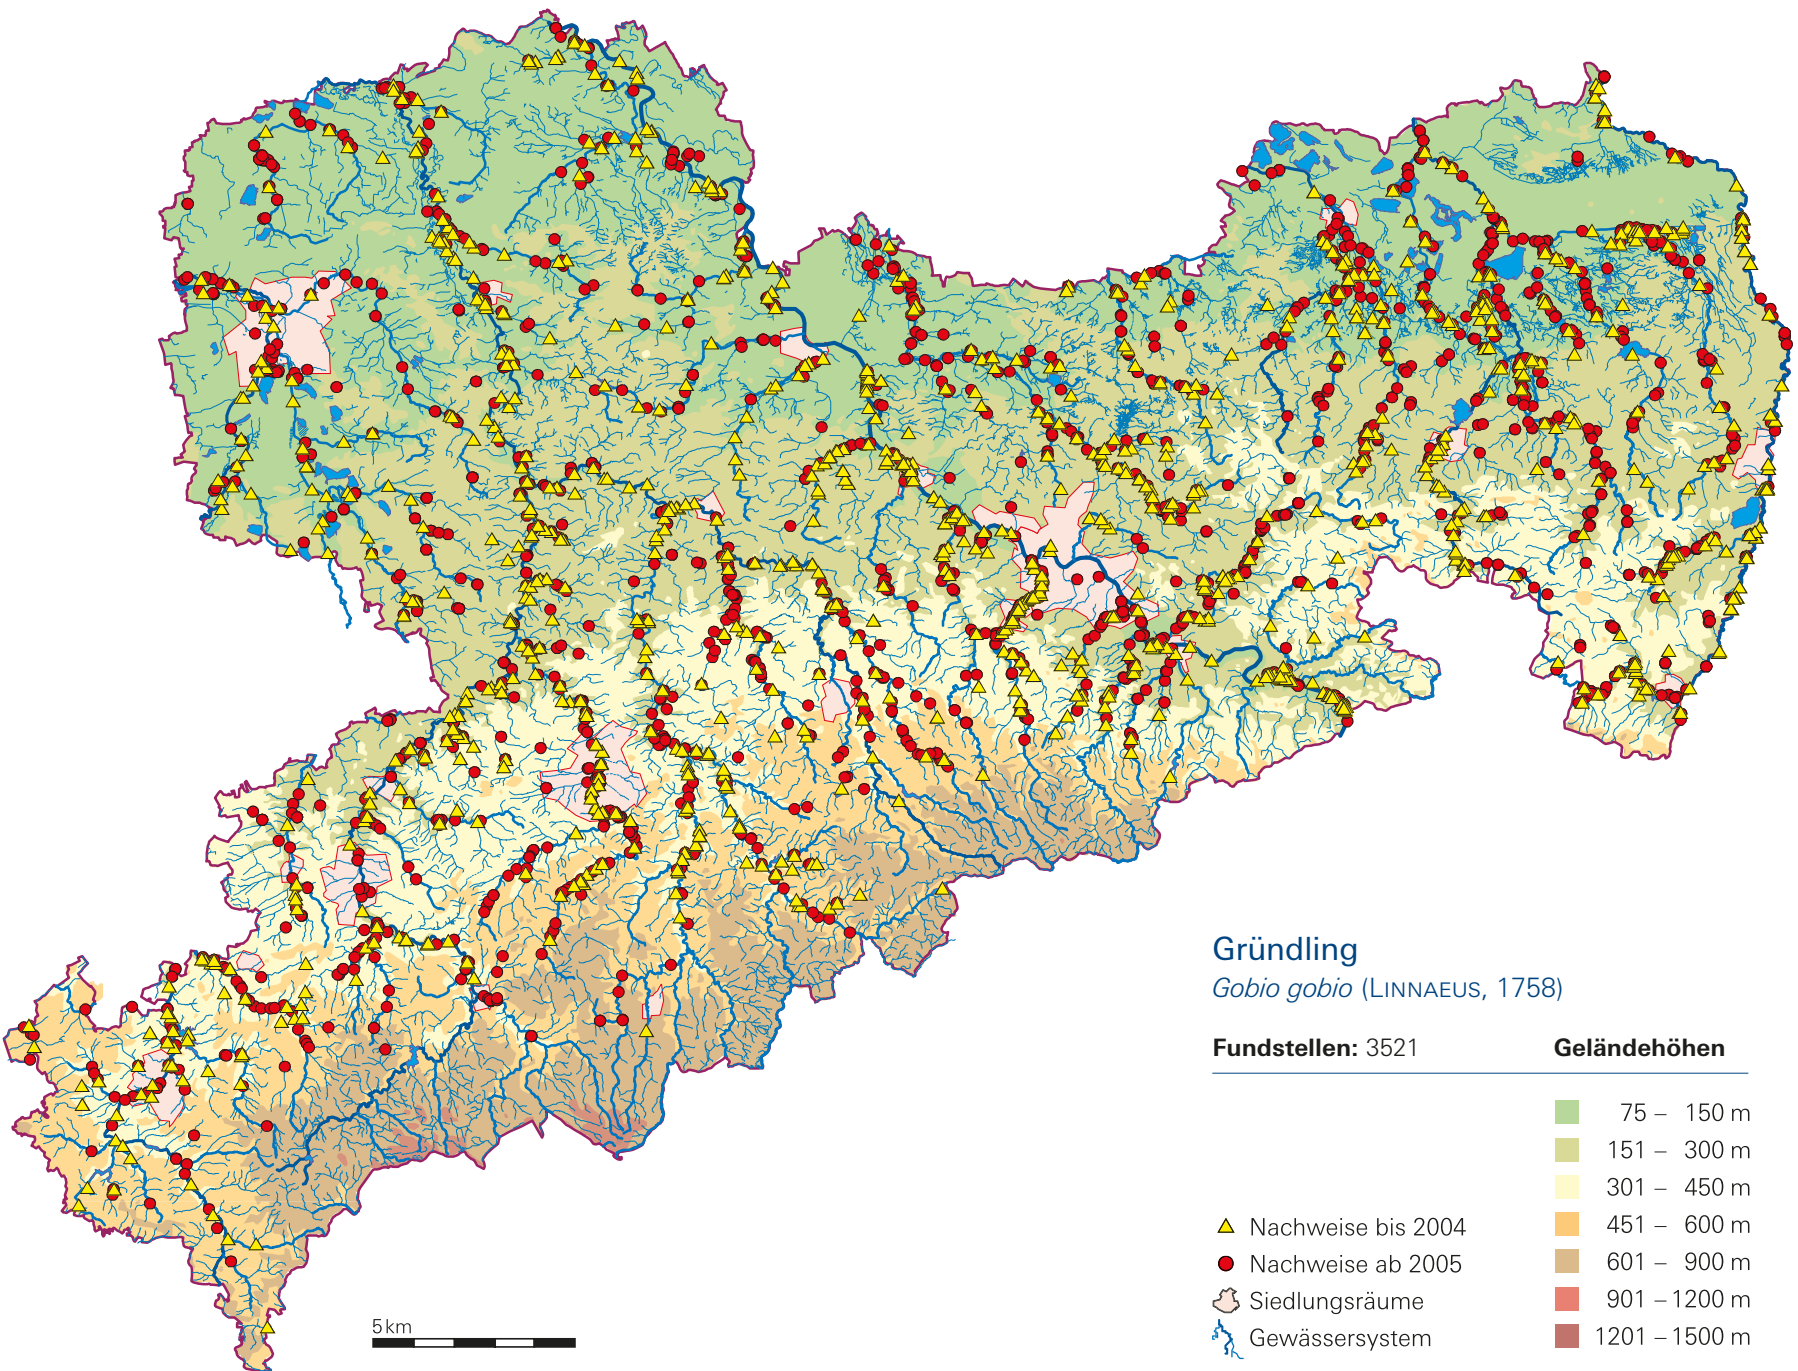 Gründling
Gobio gobio (LINNAEUS, 1758)
Fundstellen: 3521
Geländehöhen
75 – 150 m
151 – 300 m
301 – 450 m
451 – 600 m
601 – 900 m
901 – 1200 m
1201 – 1500 m
Nachweise bis 2004
Nachweise ab 2005
Siedlungsräume
Gewässersystem
5 km